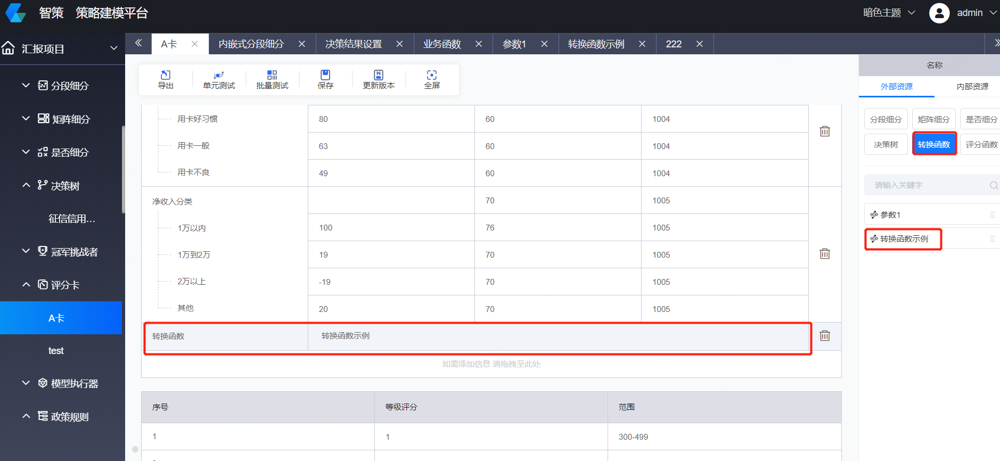 智策 策略建模平台
暗色主题 admin
汇报项目
A卡 内嵌式分段细分 决策结果设置 业务函数 参数1 转换函数示例 222
导出 单元测试 批量测试 保存 更新版本 全屏
分段细分
矩阵细分
是否细分
决策树
征信信用...
冠军挑战者
评分卡
A卡
test
模型执行器
政策规则
用卡好习惯 80 60 1004
用卡一般 63 60 1004
用卡不良 49 60 1004
净收入分类 70 1005
1万以内 100 76 1005
1万到2万 19 70 1005
2万以上 -19 70 1005
其他 20 70 1005
转换函数 转换函数示例
如需添加信息 请拖拽至此处
序号 等级评分 范围
1 1 300-499
名称
外部资源 内部资源
分段细分 矩阵细分 是否细分
决策树 转换函数 评分函数
请输入关键字
参数1
转换函数示例